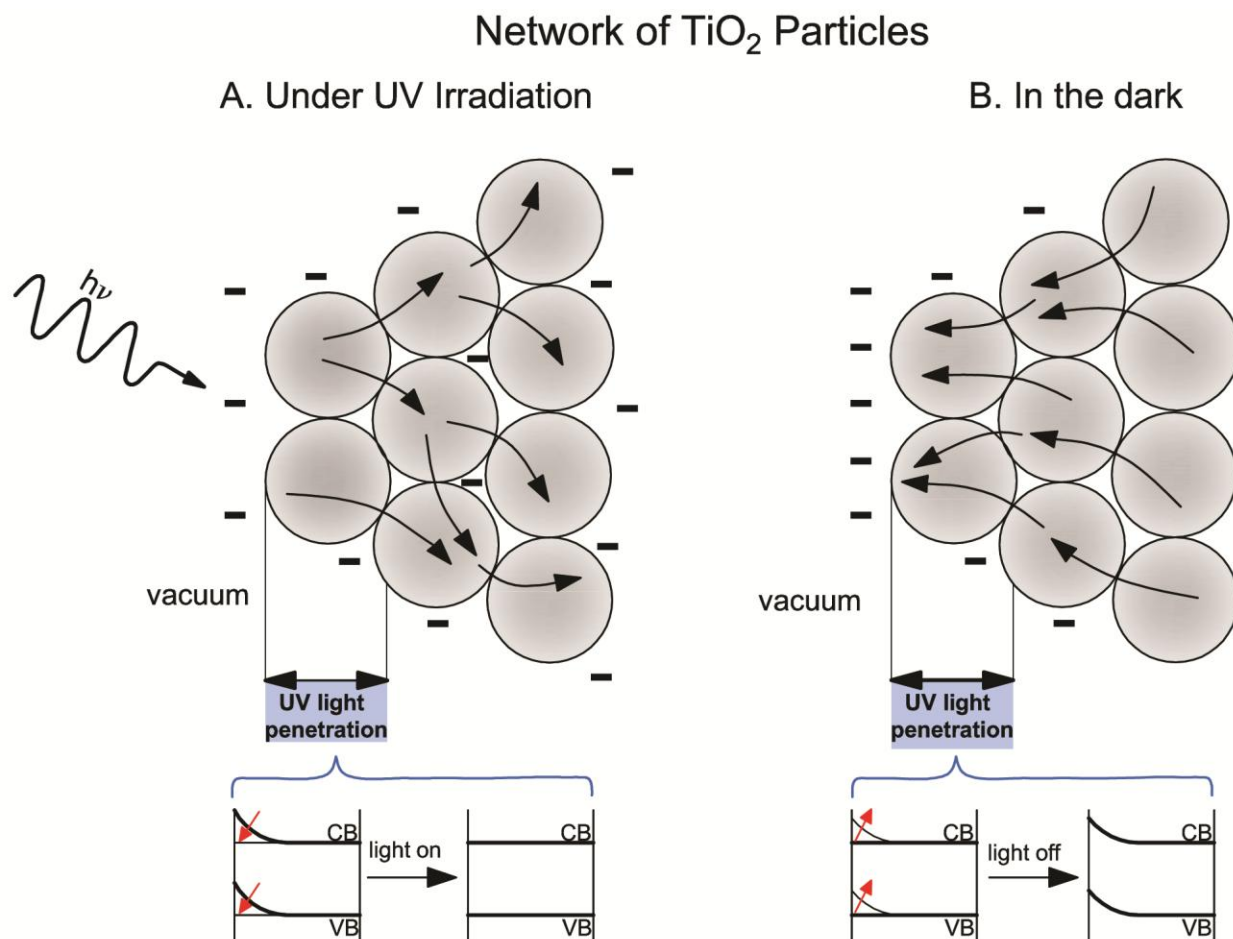 Network of TiO₂ Particles
A. Under UV Irradiation
B. In the dark
hν
vacuum
UV light
penetration
CB
VB
light on
CB
VB
vacuum
UV light
penetration
CB
VB
light off
CB
VB